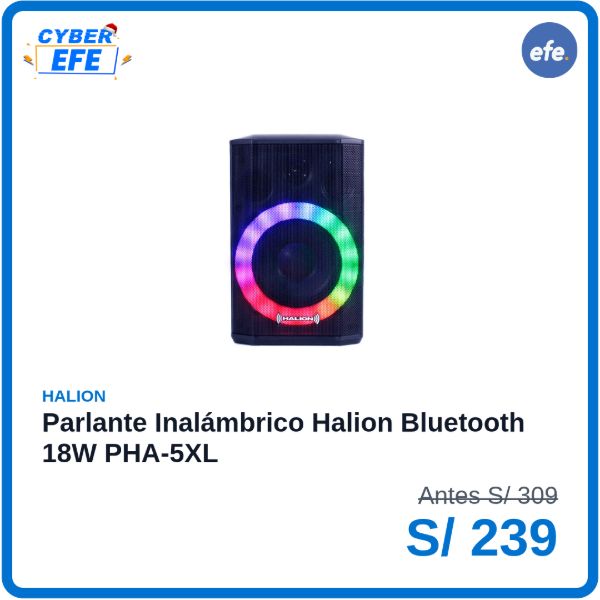 CYBER
EFE
efe.
HALION
HALION
Parlante Inalámbrico Halion Bluetooth
18W PHA-5XL
Antes S/ 309
S/ 239